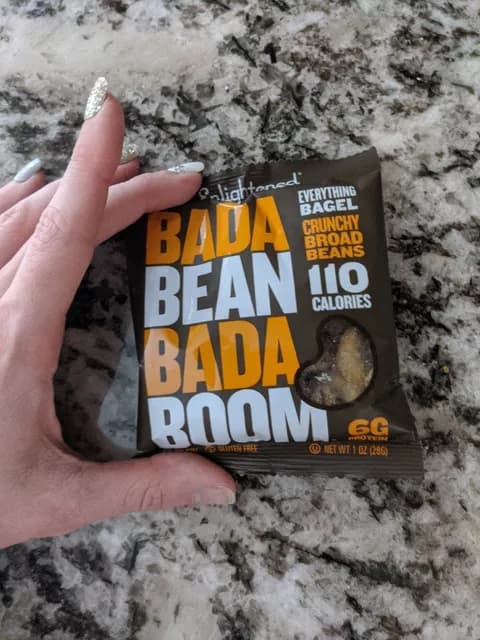 enlightened
EVERYTHING
BAGEL
CRUNCHY
BROAD
BEANS
110
CALORIES
BADA
BEAN
BADA
BOOM
6G
PROTEIN
GLUTEN FREE
U NET WT 1 OZ (28G)